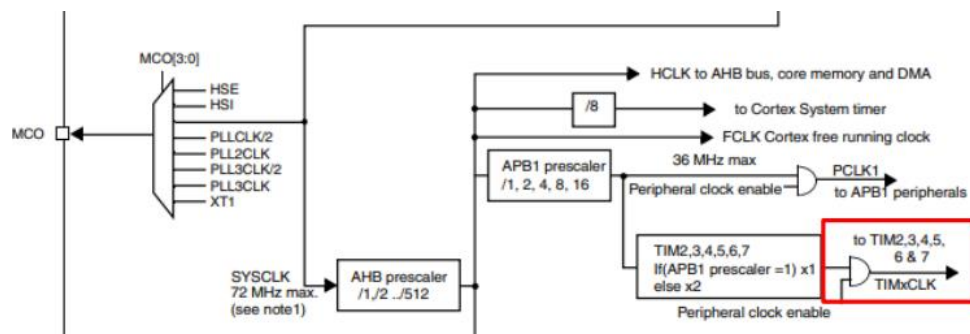 MCO[3:0]
HSE
HSI
MCO
PLLCLK/2
PLL2CLK
PLL3CLK/2
PLL3CLK
XT1
HCLK to AHB bus, core memory and DMA
/8
to Cortex System timer
FCLK Cortex free running clock
APB1 prescaler
/1, 2, 4, 8, 16
36 MHz max
PCLK1
to APB1 peripherals
Peripheral clock enable
SYSCLK
72 MHz max.
(see note1)
AHB prescaler
/1,/2 ../512
TIM2,3,4,5,6,7
If(APB1 prescaler =1) x1
else x2
to TIM2,3,4,5,
6 & 7
TIMxCLK
Peripheral clock enable